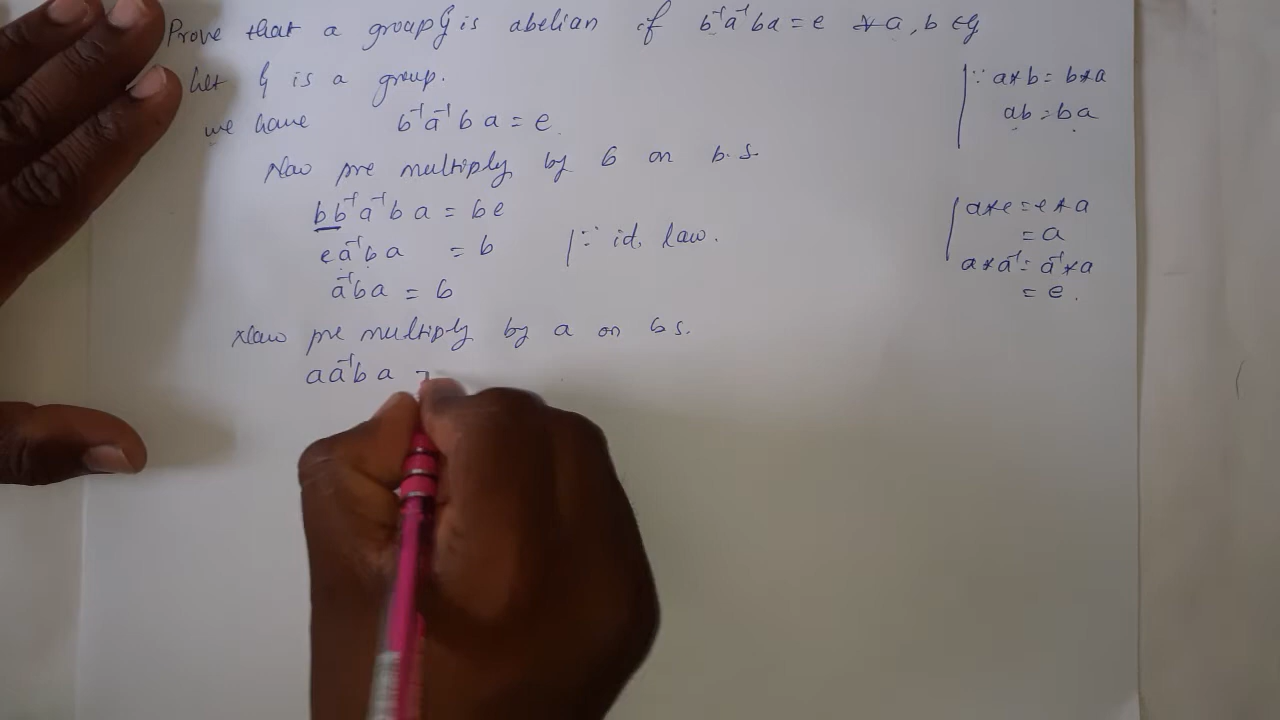 Prove that a group G is abelian if b⁻¹a⁻¹ba = e ∀ a, b ∈ G
Let G is a group.
we have b⁻¹a⁻¹ba = e
∵ a*b = b*a
ab = ba
Now pre multiply by b on b.s.
bb⁻¹a⁻¹ba = be
ea⁻¹ba = b ∵ id. law.
a⁻¹ba = b
a*e = e*a
= a
a*a⁻¹ = a⁻¹*a
= e.
Now pre multiply by a on b s.
aa⁻¹ba =